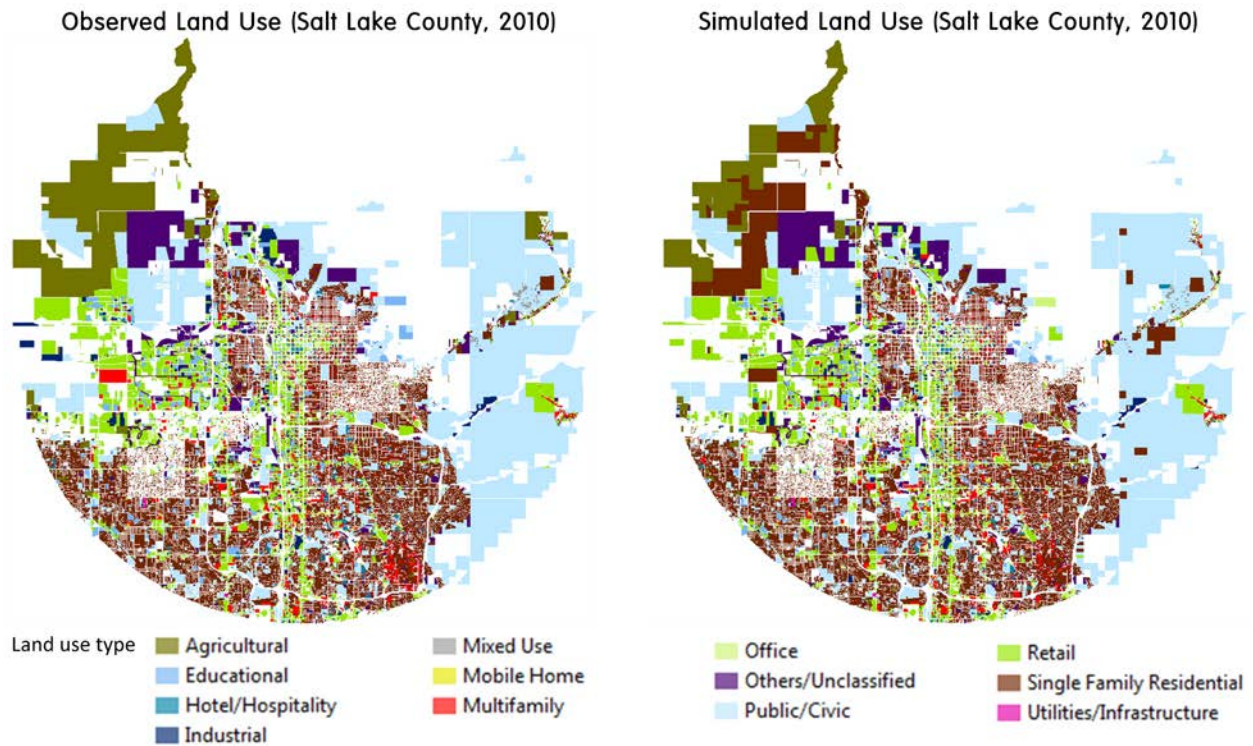 Observed Land Use (Salt Lake County, 2010)
Simulated Land Use (Salt Lake County, 2010)
Land use type
Agricultural
Educational
Hotel/Hospitality
Industrial
Mixed Use
Mobile Home
Multifamily
Office
Others/Unclassified
Public/Civic
Retail
Single Family Residential
Utilities/Infrastructure